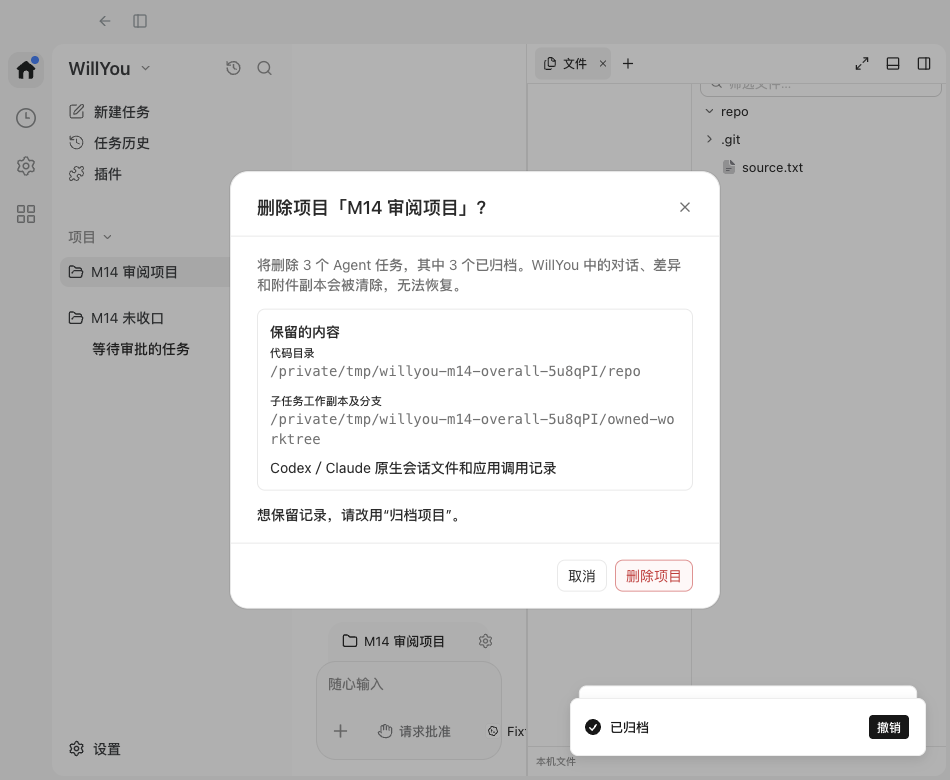 WillYou
新建任务
任务历史
插件
项目
M14 审阅项目
M14 未收口
等待审批的任务
设置
文件
筛选文件...
repo
.git
source.txt
删除项目「M14 审阅项目」?
将删除 3 个 Agent 任务，其中 3 个已归档。WillYou 中的对话、差异
和附件副本会被清除，无法恢复。
保留的内容
代码目录
/private/tmp/willyou-m14-overall-5u8qPI/repo
子任务工作副本及分支
/private/tmp/willyou-m14-overall-5u8qPI/owned-wo
rktree
Codex / Claude 原生会话文件和应用调用记录
想保留记录，请改用“归档项目”。
取消
删除项目
M14 审阅项目
随心输入
请求批准
已归档
撤销
本机文件